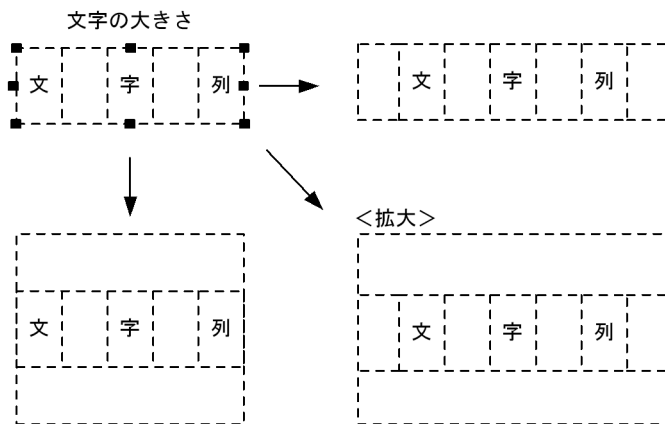 文字の大きさ
文 字 列
文 字 列
<拡大>
文 字 列
文 字 列